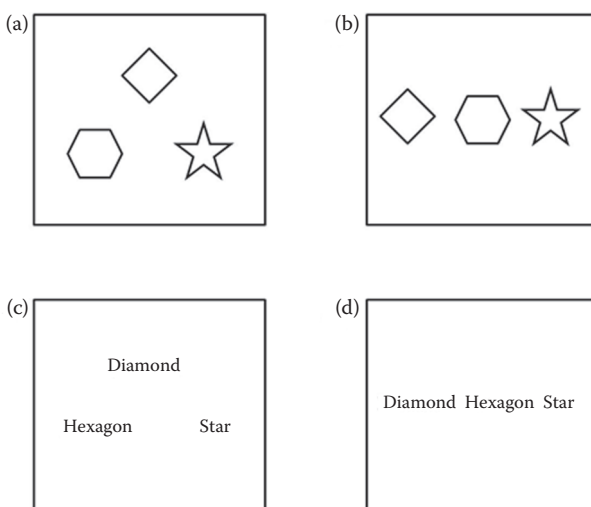 (a)
(b)
(c)
Diamond
Hexagon Star
(d)
Diamond Hexagon Star